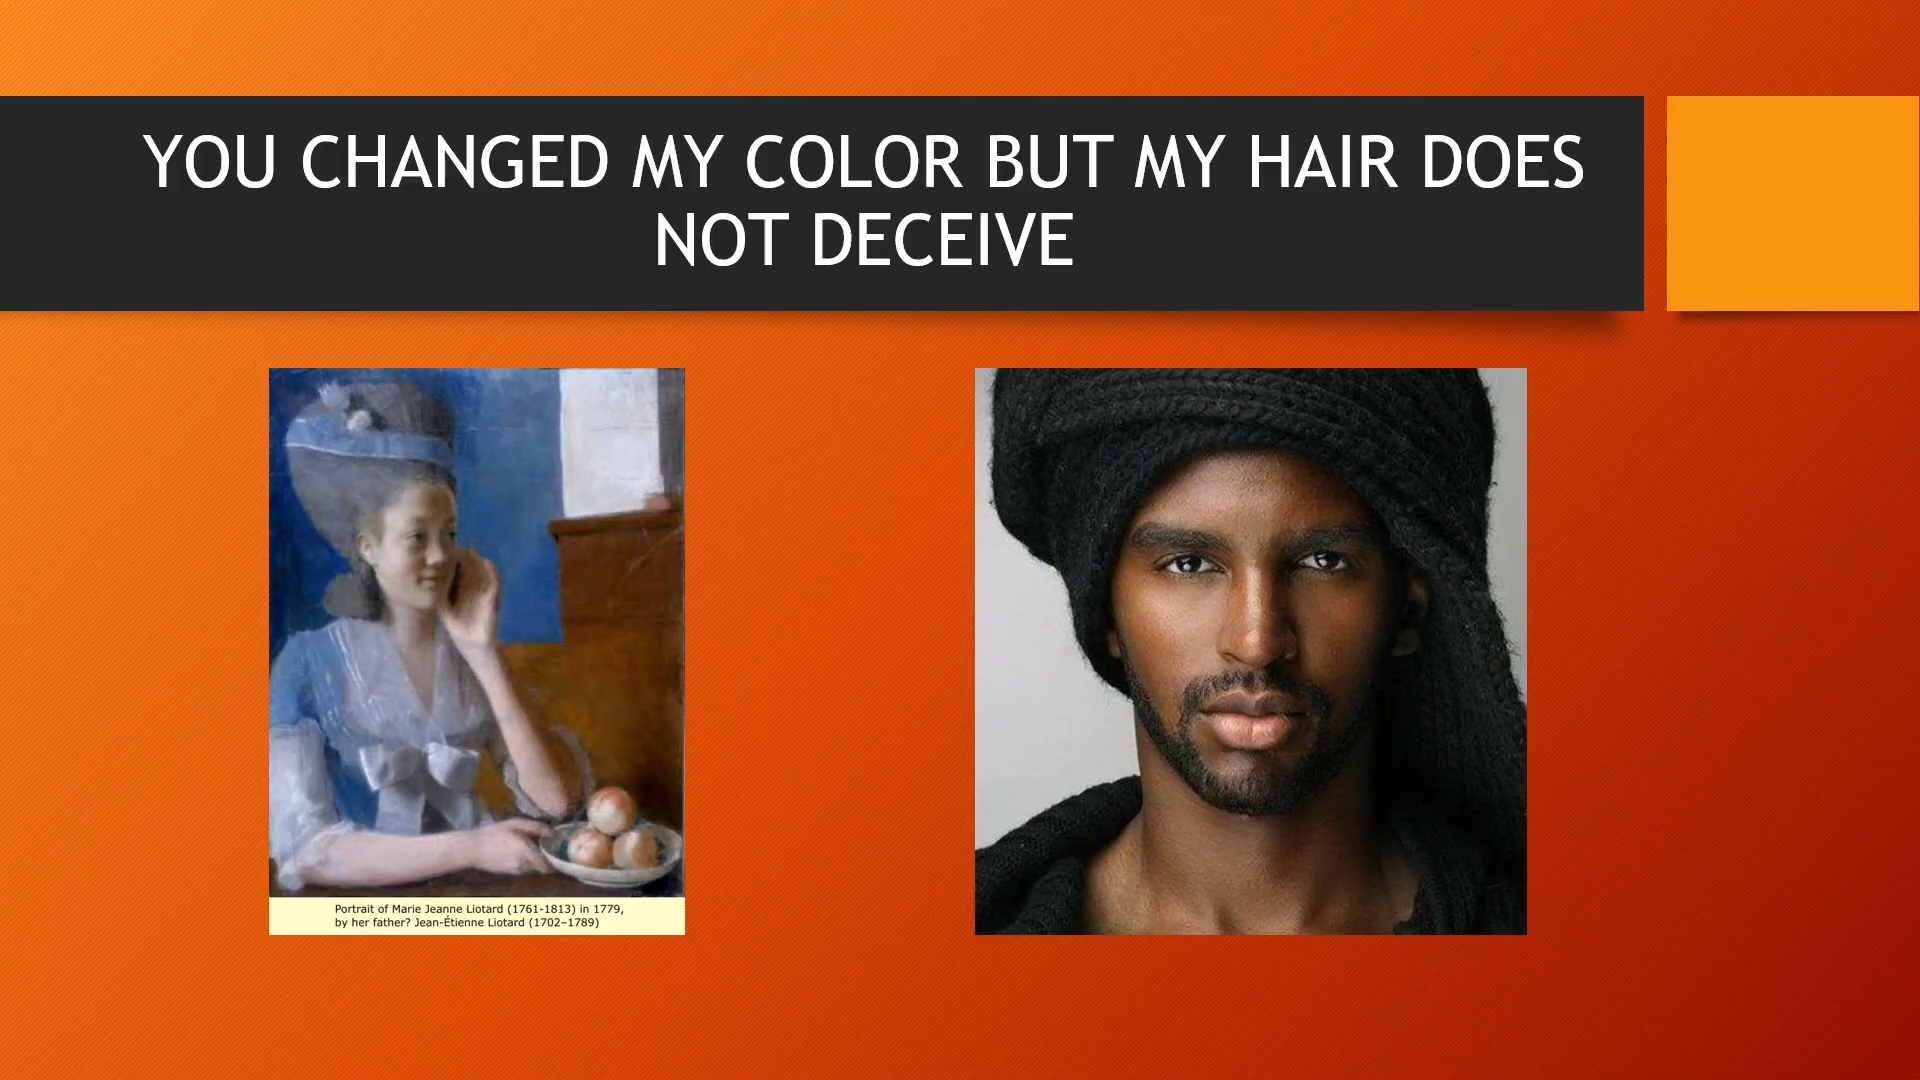 YOU CHANGED MY COLOR BUT MY HAIR DOES
NOT DECEIVE
Portrait of Marie Jeanne Liotard (1761-1813) in 1779,
by her father? Jean-Étienne Liotard (1702–1789)